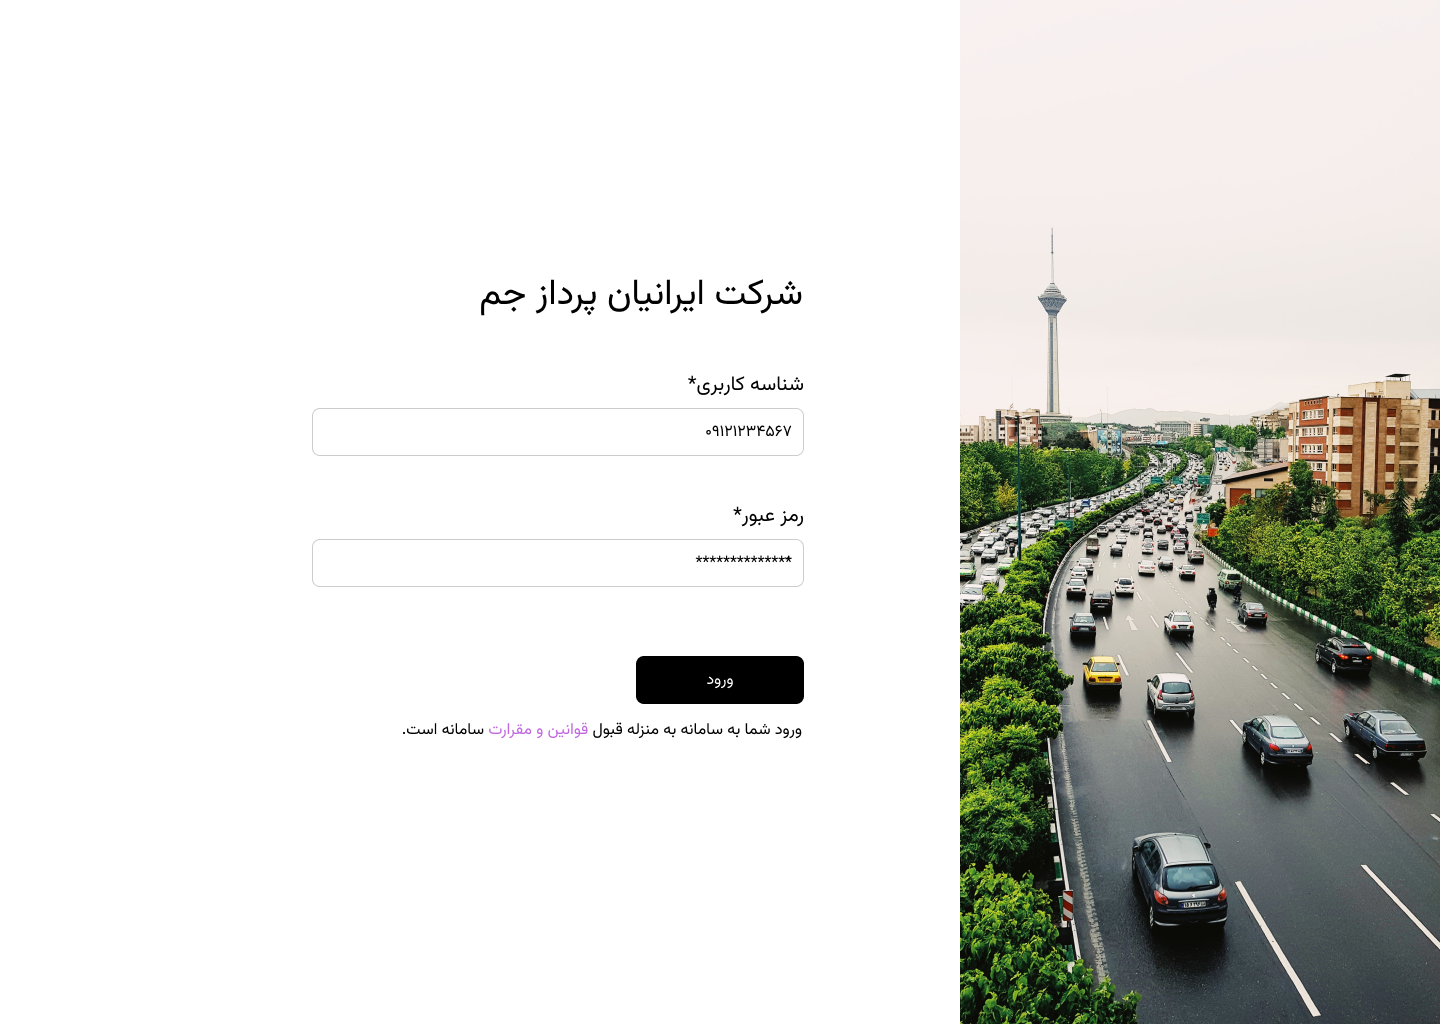 شرکت ایرانیان پرداز جم
شناسه کاربری*
۰۹۱۲۱۲۳۴۵۶۷
رمز عبور*
**************
ورود
ورود شما به سامانه به منزله قبول قوانین و مقرارت سامانه است.